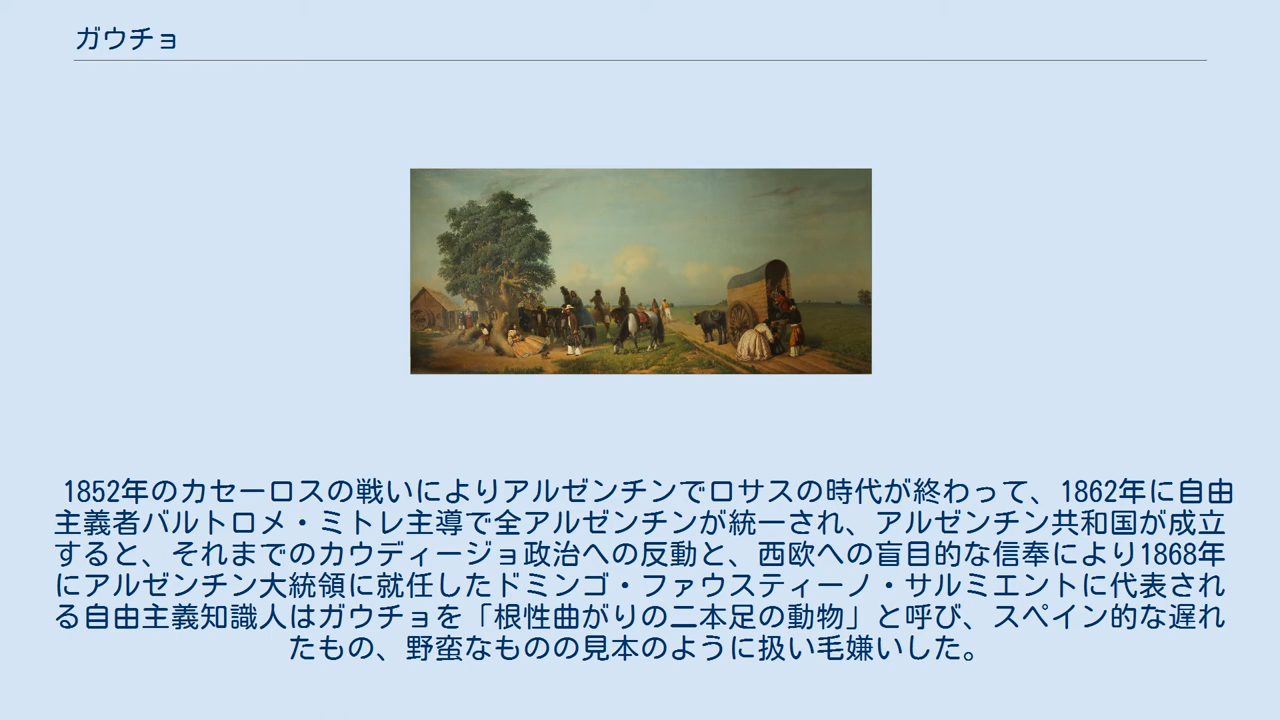 ガウチョ
1852年のカセーロスの戦いによりアルゼンチンでロサスの時代が終わって、1862年に自由
主義者バルトロメ・ミトレ主導で全アルゼンチンが統一され、アルゼンチン共和国が成立
すると、それまでのカウディージョ政治への反動と、西欧への盲目的な信奉により1868年
にアルゼンチン大統領に就任したドミンゴ・ファウスティーノ・サルミエントに代表され
る自由主義知識人はガウチョを「根性曲がりの二本足の動物」と呼び、スペイン的な遅れ
たもの、野蛮なものの見本のように扱い毛嫌いした。